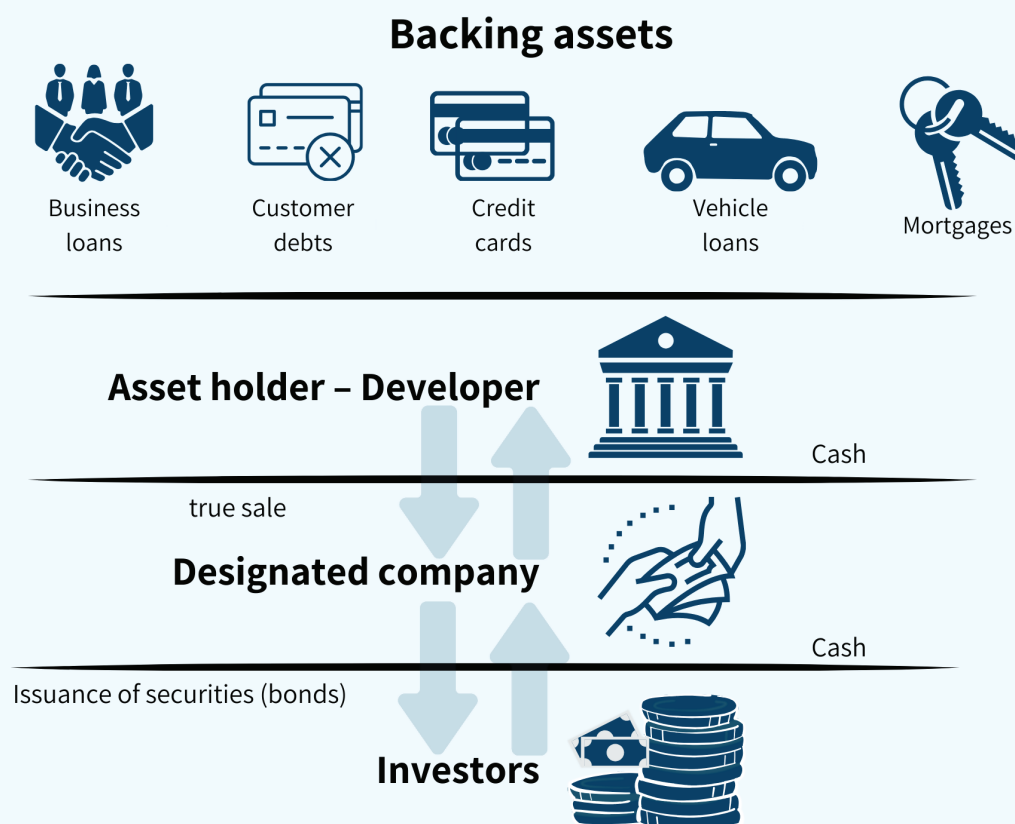 Backing assets
Business
loans
Customer
debts
Credit
cards
Vehicle
loans
Mortgages
Asset holder – Developer
Cash
true sale
Designated company
Cash
Issuance of securities (bonds)
Investors